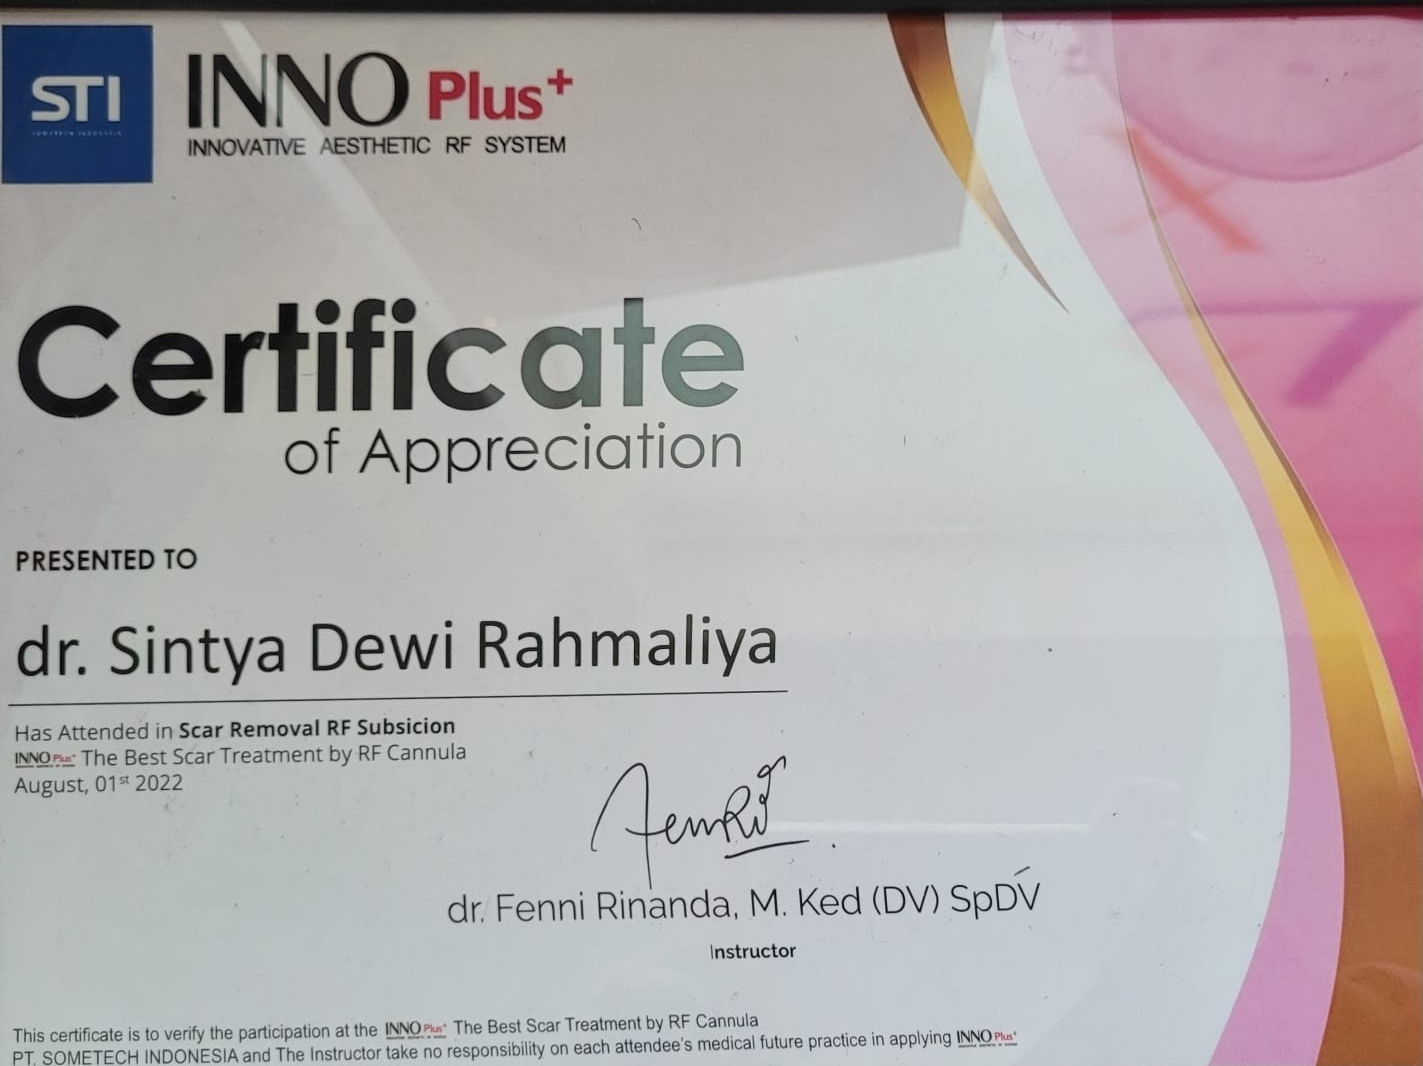 STI
INNO Plus+
INNOVATIVE AESTHETIC RF SYSTEM
Certificate
of Appreciation
PRESENTED TO
dr. Sintya Dewi Rahmaliya
Has Attended in Scar Removal RF Subsicion
INNO Plus+ The Best Scar Treatment by RF Cannula
August, 01st 2022
dr. Fenni Rinanda, M. Ked (DV) SpDV
Instructor
This certificate is to verify the participation at the INNO Plus+ The Best Scar Treatment by RF Cannula
PT. SOMETECH INDONESIA and The Instructor take no responsibility on each attendee's medical future practice in applying INNO Plus+